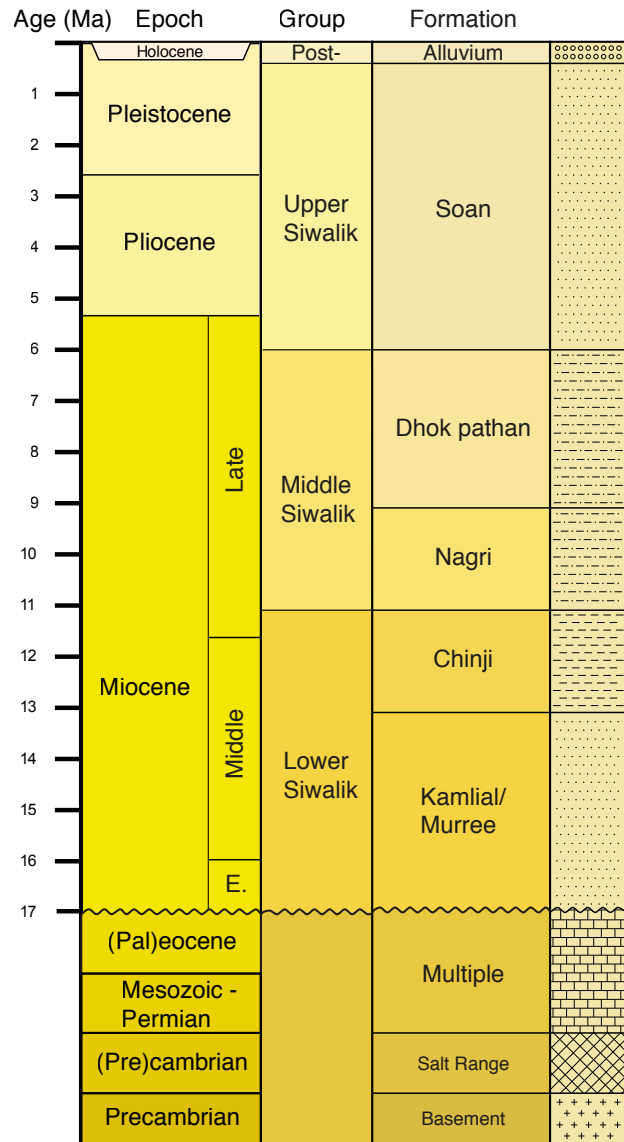 Age (Ma) Epoch Group Formation
Holocene Post- Alluvium
1
Pleistocene
2
3
Upper
Siwalik
Soan
Pliocene
4
5
6
7
Dhok pathan
8
Late
Middle
Siwalik
9
10
Nagri
11
12
Chinji
Miocene
13
Middle
14
Lower
Siwalik
Kamlial/
Murree
15
16
E.
17
(Pal)eocene
Multiple
Mesozoic -
Permian
(Pre)cambrian Salt Range
Precambrian Basement